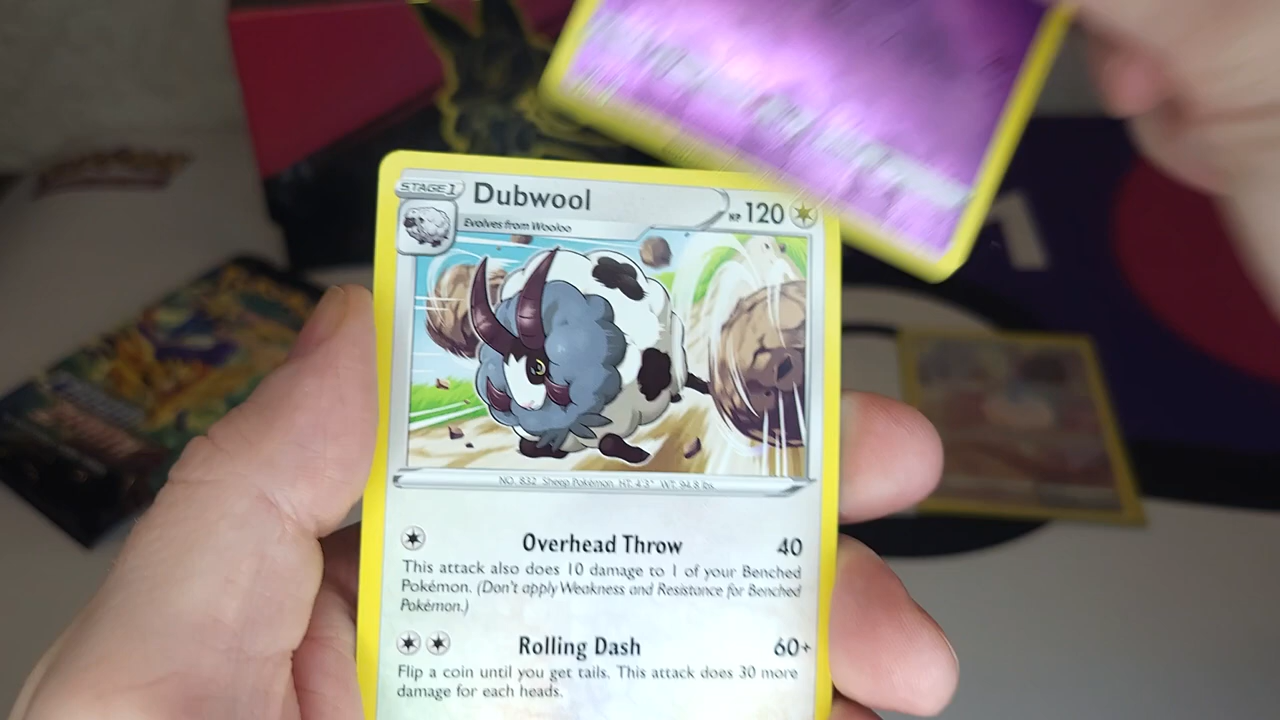 STAGE 1
Dubwool
HP 120
Evolves from Wooloo
NO. 832 Sheep Pokémon HT: 4'3" WT: 94.8 lbs.
Overhead Throw 40
This attack also does 10 damage to 1 of your Benched
Pokémon. (Don't apply Weakness and Resistance for Benched
Pokémon.)
Rolling Dash 60+
Flip a coin until you get tails. This attack does 30 more
damage for each heads.